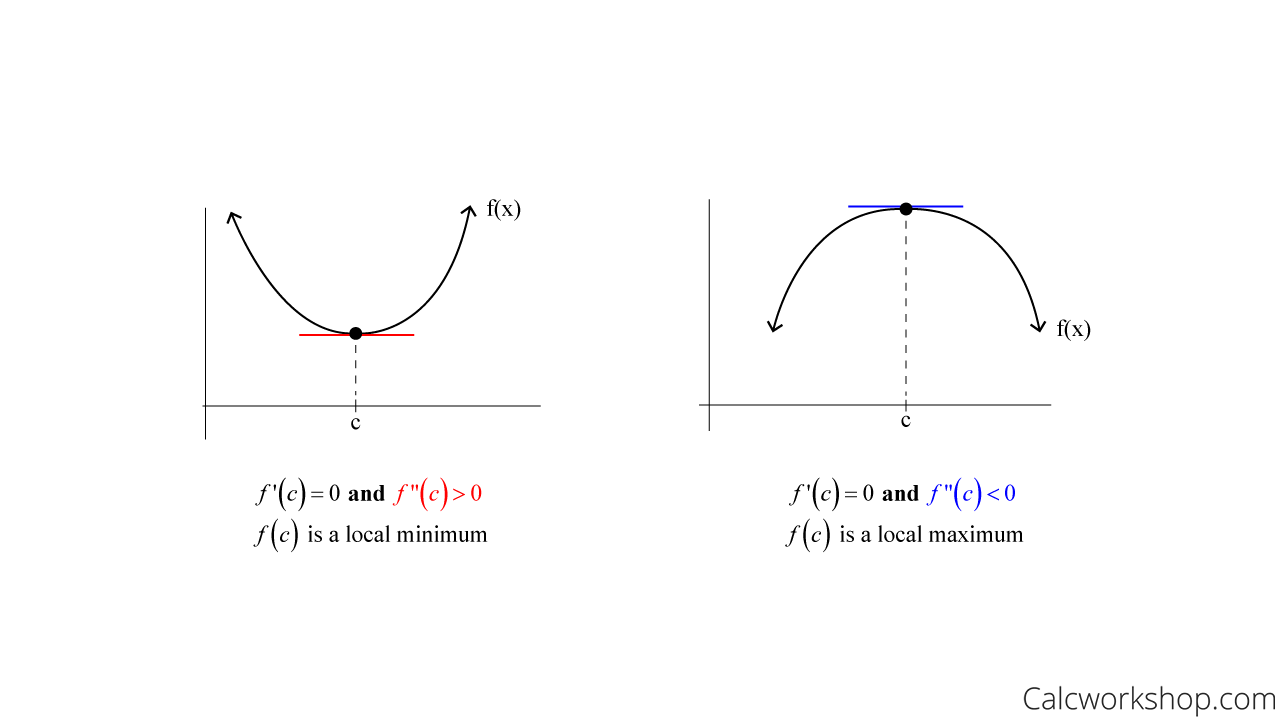 f(x)
c
f'(c) = 0 and f"(c) > 0
f(c) is a local minimum
f(x)
c
f'(c) = 0 and f"(c) < 0
f(c) is a local maximum
Calcworkshop.com